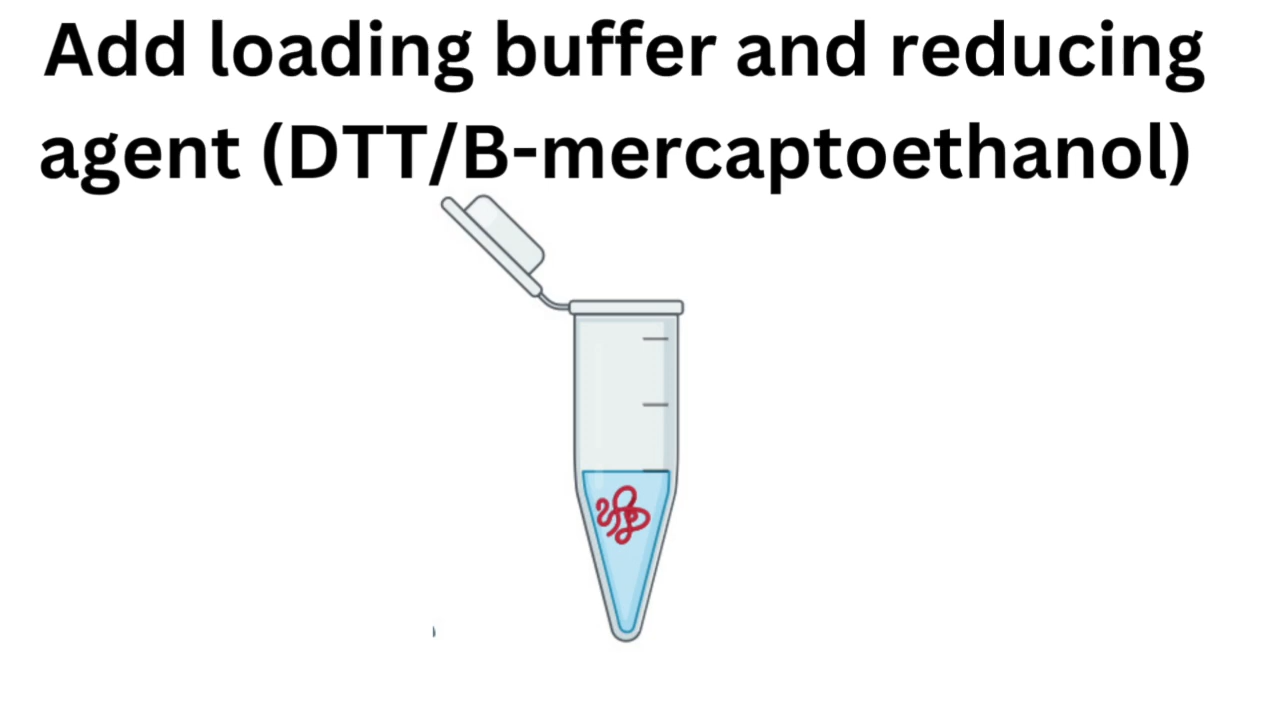 Add loading buffer and reducing
agent (DTT/B-mercaptoethanol)